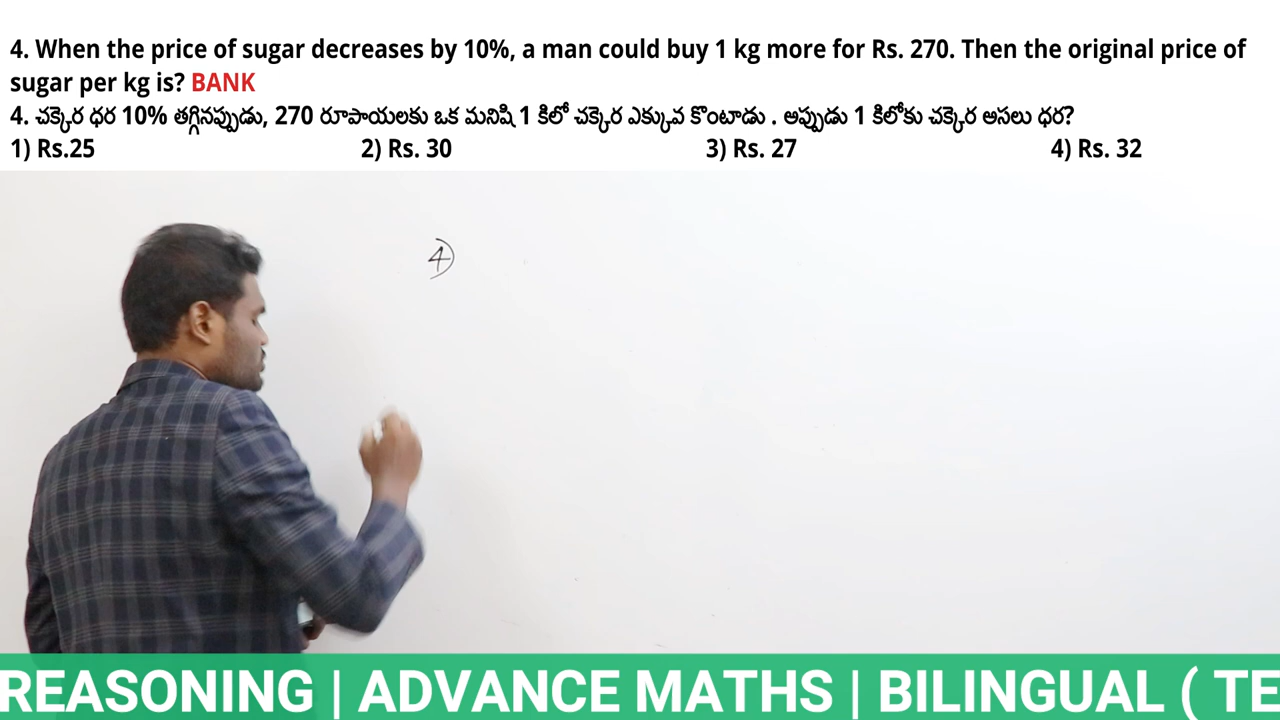 4. When the price of sugar decreases by 10%, a man could buy 1 kg more for Rs. 270. Then the original price of
sugar per kg is? BANK
4. చక్కెర ధర 10% తగ్గినప్పుడు, 270 రూపాయలకు ఒక మనిషి 1 కిలో చక్కెర ఎక్కువ కొంటాడు . అప్పుడు 1 కిలోకు చక్కెర అసలు ధర?
1) Rs.25 2) Rs. 30 3) Rs. 27 4) Rs. 32
4)
REASONING | ADVANCE MATHS | BILINGUAL ( TE